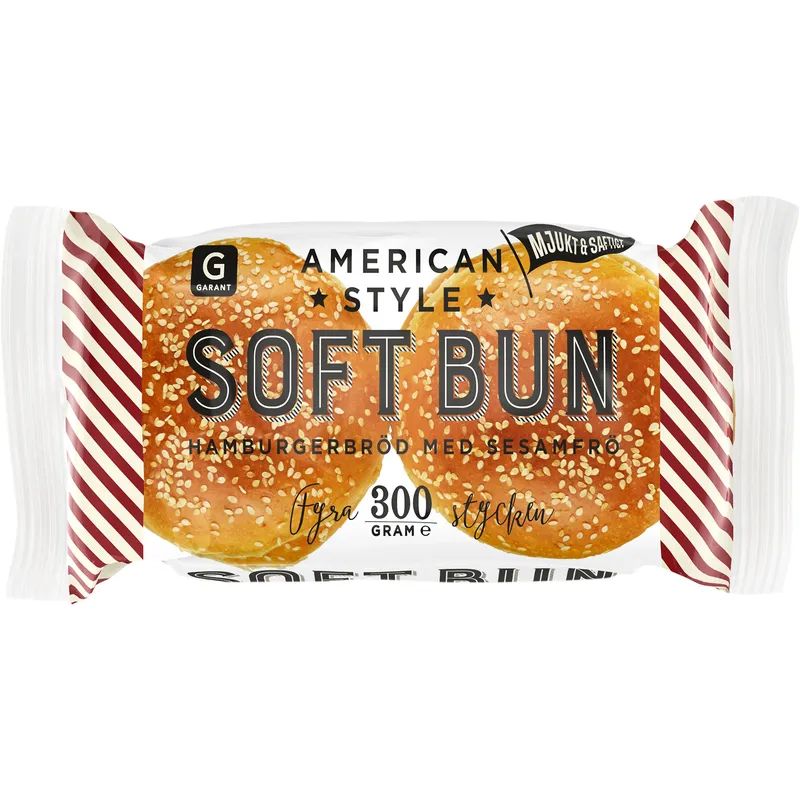 G
GARANT
AMERICAN
STYLE
MJUKT & SAFTIGT
SOFT BUN
HAMBURGERBRÖD MED SESAMFRÖ
Fyra 300 stycken
GRAM ℮
SOFT BUN